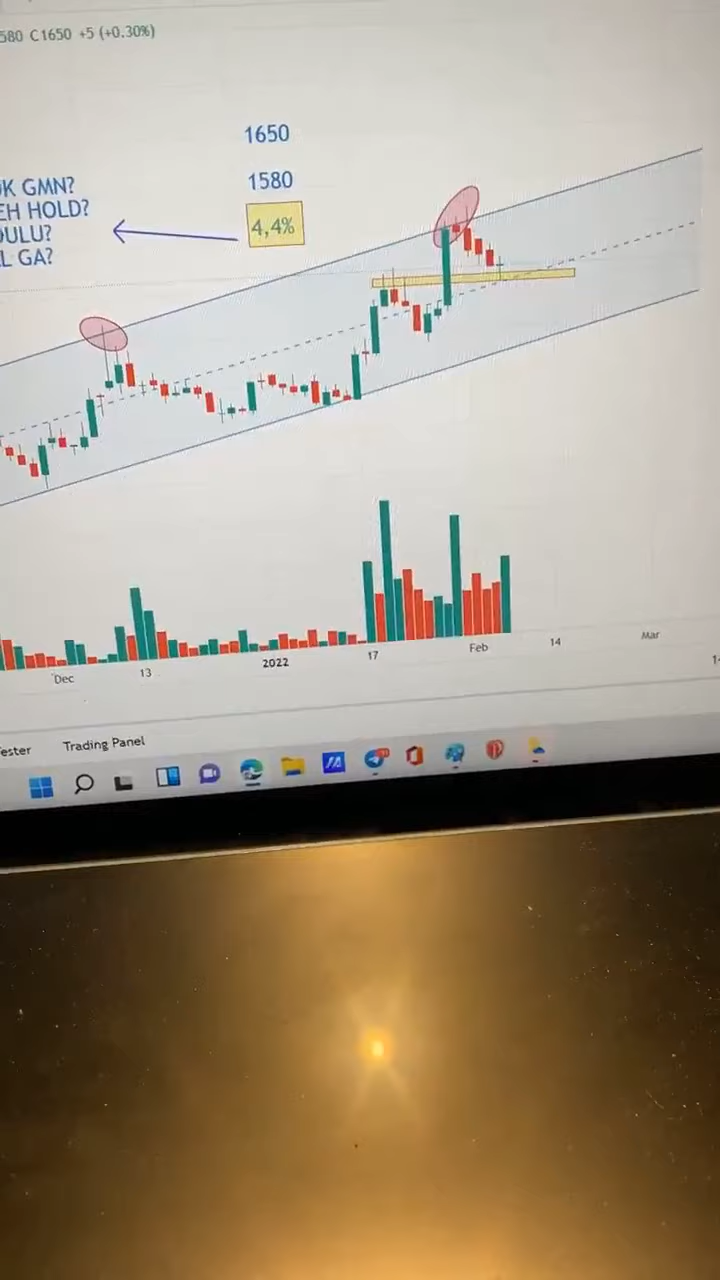 580 C1650 +5 (+0.30%)
1650
1580
4,4%
K GMN?
EH HOLD?
DULU?
L GA?
Dec
13
2022
17
Feb
14
Mar
ester
Trading Panel